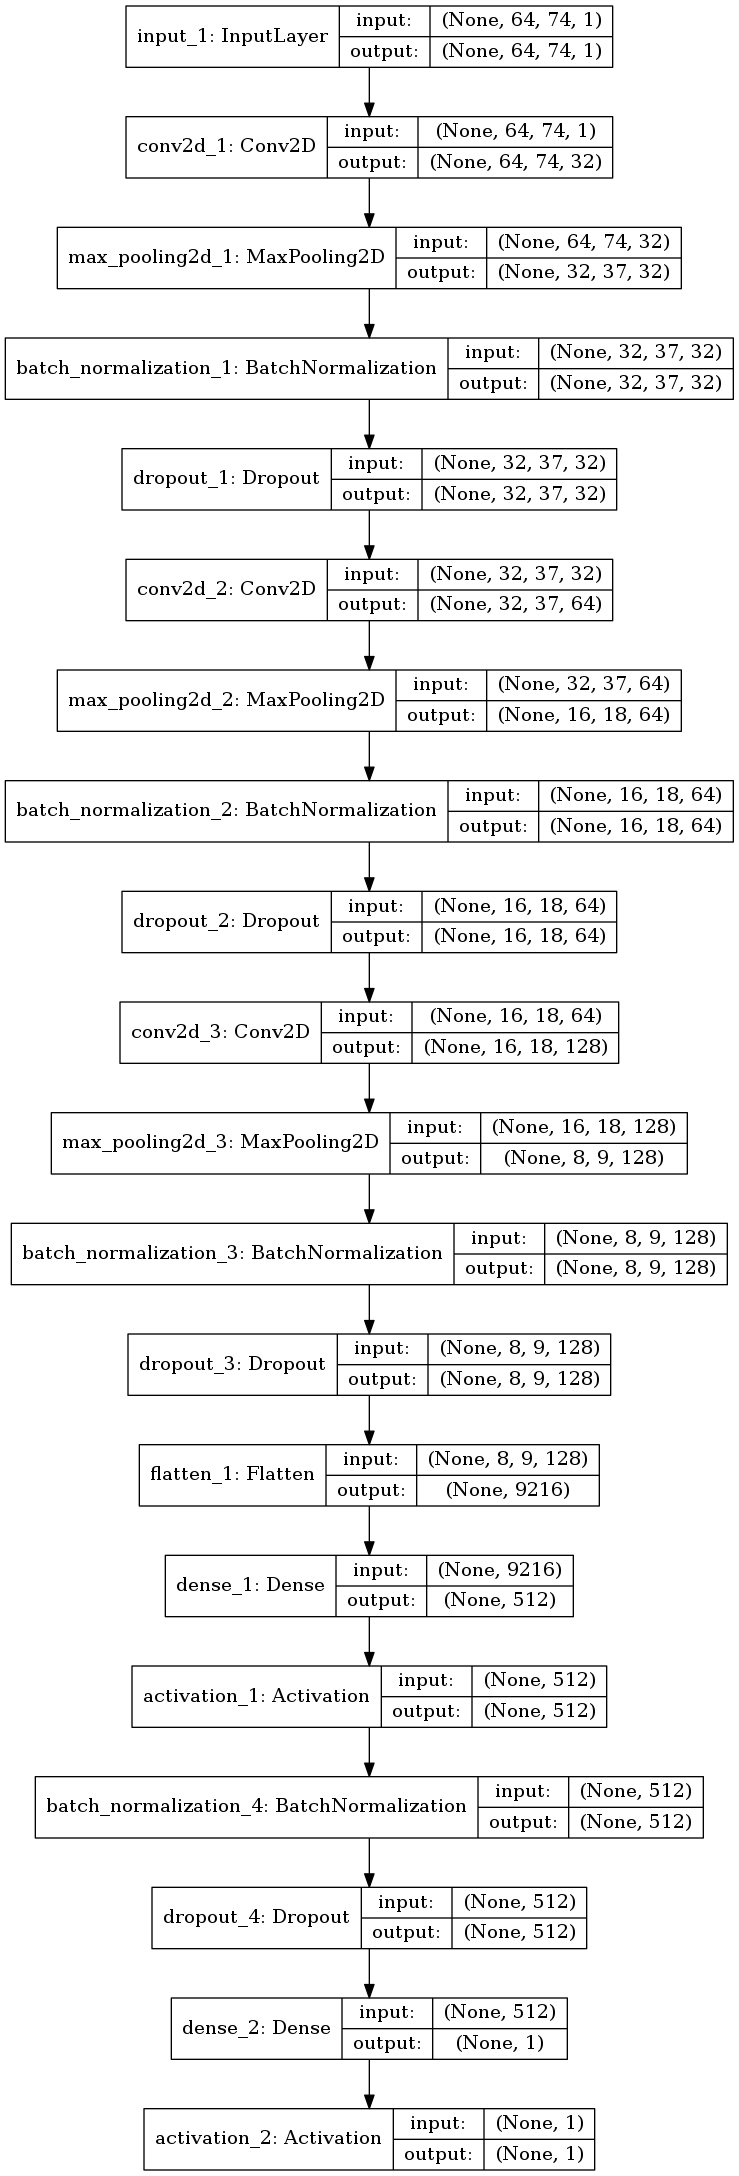 input_1: InputLayer
input: (None, 64, 74, 1)
output: (None, 64, 74, 1)
conv2d_1: Conv2D
input: (None, 64, 74, 1)
output: (None, 64, 74, 32)
max_pooling2d_1: MaxPooling2D
input: (None, 64, 74, 32)
output: (None, 32, 37, 32)
batch_normalization_1: BatchNormalization
input: (None, 32, 37, 32)
output: (None, 32, 37, 32)
dropout_1: Dropout
input: (None, 32, 37, 32)
output: (None, 32, 37, 32)
conv2d_2: Conv2D
input: (None, 32, 37, 32)
output: (None, 32, 37, 64)
max_pooling2d_2: MaxPooling2D
input: (None, 32, 37, 64)
output: (None, 16, 18, 64)
batch_normalization_2: BatchNormalization
input: (None, 16, 18, 64)
output: (None, 16, 18, 64)
dropout_2: Dropout
input: (None, 16, 18, 64)
output: (None, 16, 18, 64)
conv2d_3: Conv2D
input: (None, 16, 18, 64)
output: (None, 16, 18, 128)
max_pooling2d_3: MaxPooling2D
input: (None, 16, 18, 128)
output: (None, 8, 9, 128)
batch_normalization_3: BatchNormalization
input: (None, 8, 9, 128)
output: (None, 8, 9, 128)
dropout_3: Dropout
input: (None, 8, 9, 128)
output: (None, 8, 9, 128)
flatten_1: Flatten
input: (None, 8, 9, 128)
output: (None, 9216)
dense_1: Dense
input: (None, 9216)
output: (None, 512)
activation_1: Activation
input: (None, 512)
output: (None, 512)
batch_normalization_4: BatchNormalization
input: (None, 512)
output: (None, 512)
dropout_4: Dropout
input: (None, 512)
output: (None, 512)
dense_2: Dense
input: (None, 512)
output: (None, 1)
activation_2: Activation
input: (None, 1)
output: (None, 1)